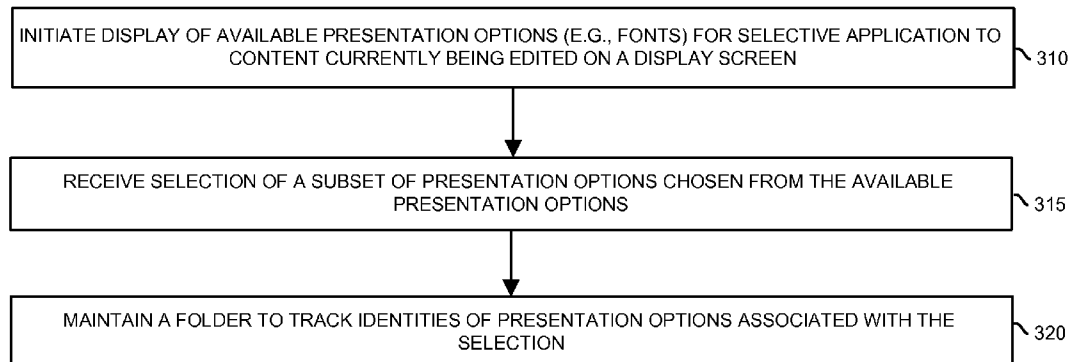 INITIATE DISPLAY OF AVAILABLE PRESENTATION OPTIONS (E.G., FONTS) FOR SELECTIVE APPLICATION TO
CONTENT CURRENTLY BEING EDITED ON A DISPLAY SCREEN
310
RECEIVE SELECTION OF A SUBSET OF PRESENTATION OPTIONS CHOSEN FROM THE AVAILABLE
PRESENTATION OPTIONS
315
MAINTAIN A FOLDER TO TRACK IDENTITIES OF PRESENTATION OPTIONS ASSOCIATED WITH THE
SELECTION
320